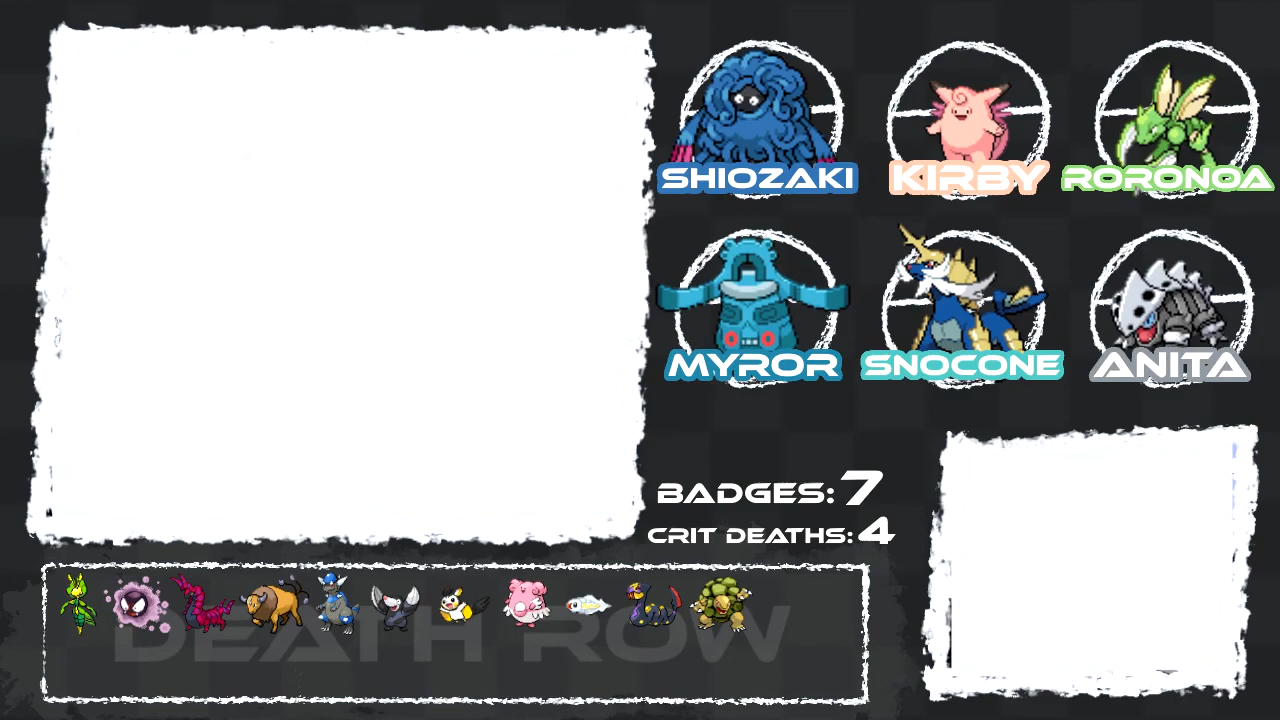 SHIOZAKI KIRBY RORONOA
MYROR SNOCONE ANITA
BADGES: 7
CRIT DEATHS: 4
DEATH ROW